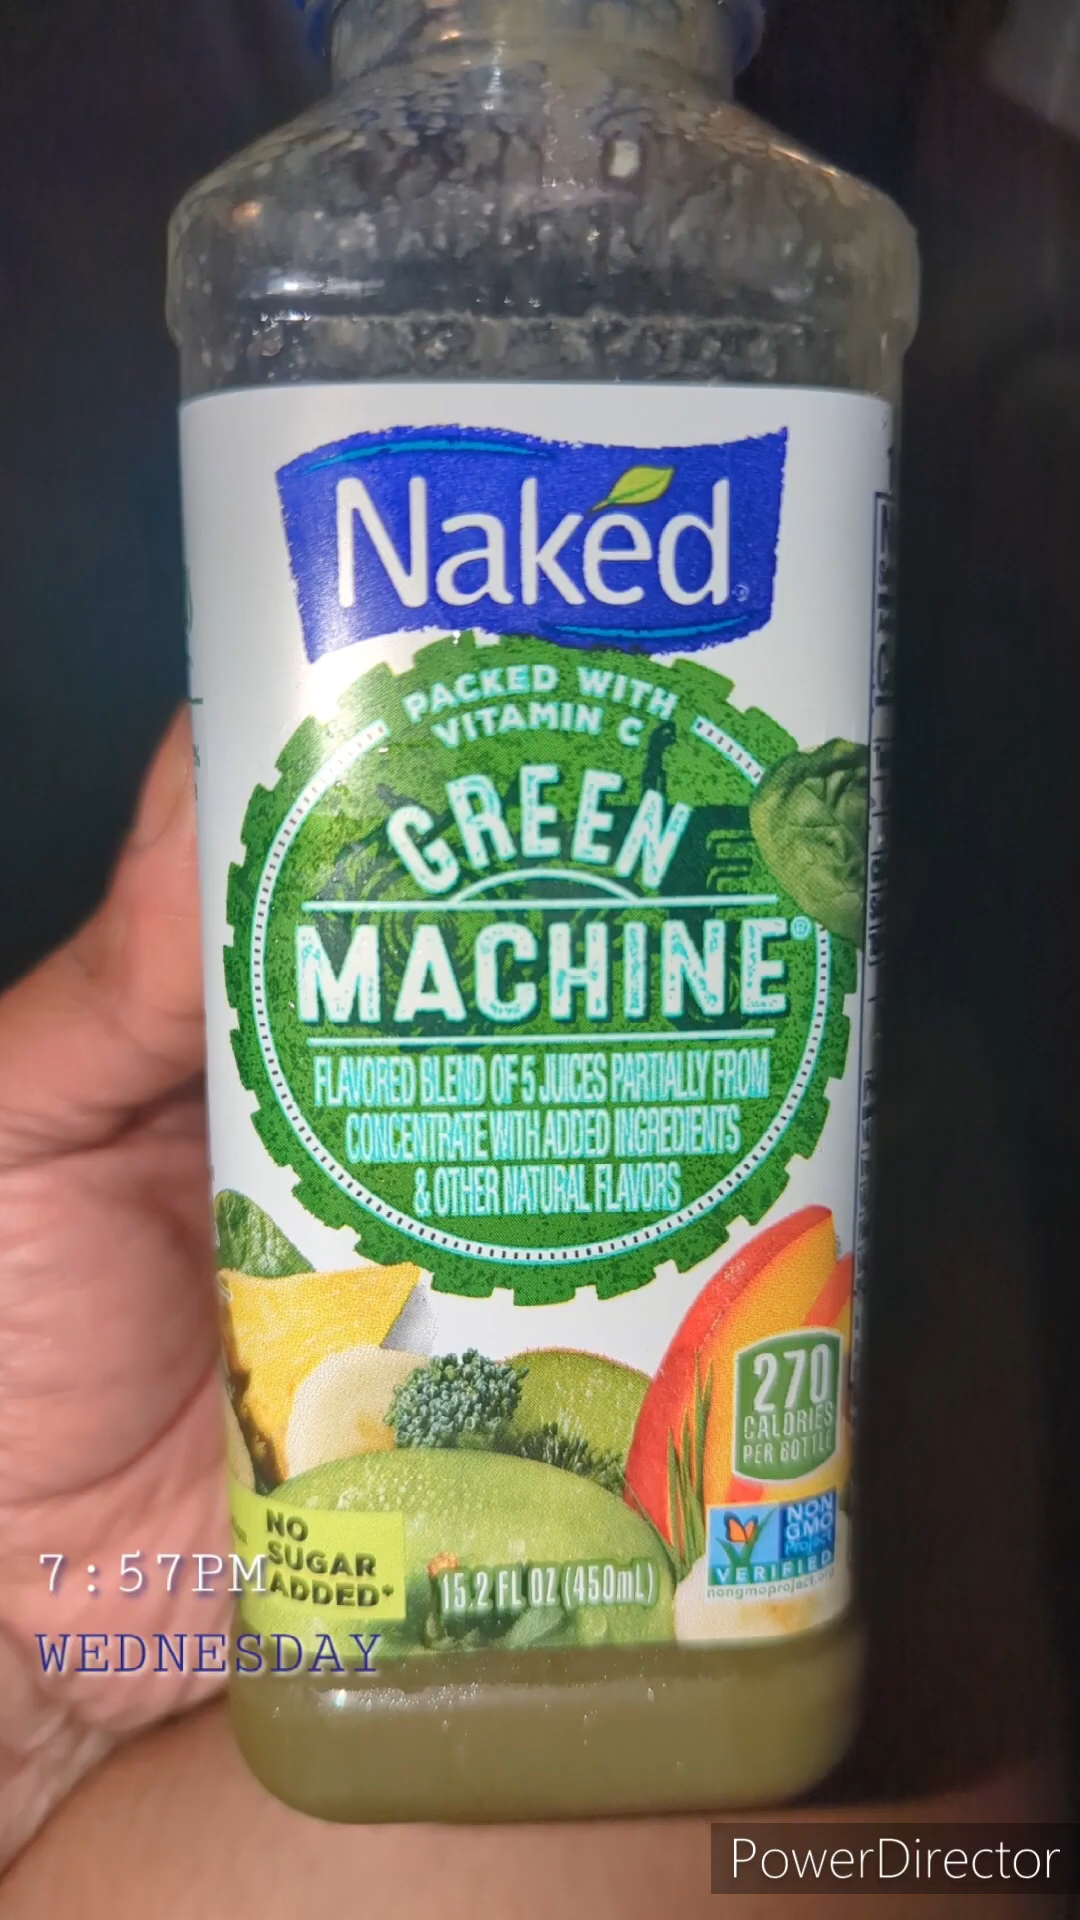 Naked
PACKED WITH
VITAMIN C
GREEN
MACHINE®
FLAVORED BLEND OF 5 JUICES PARTIALLY FROM
CONCENTRATE WITH ADDED INGREDIENTS
& OTHER NATURAL FLAVORS
270
CALORIES
PER BOTTLE
NON
GMO
Project
VERIFIED
nongmoproject.org
NO
SUGAR
ADDED*
15.2 FL OZ (450mL)
7:57PM
WEDNESDAY
PowerDirector